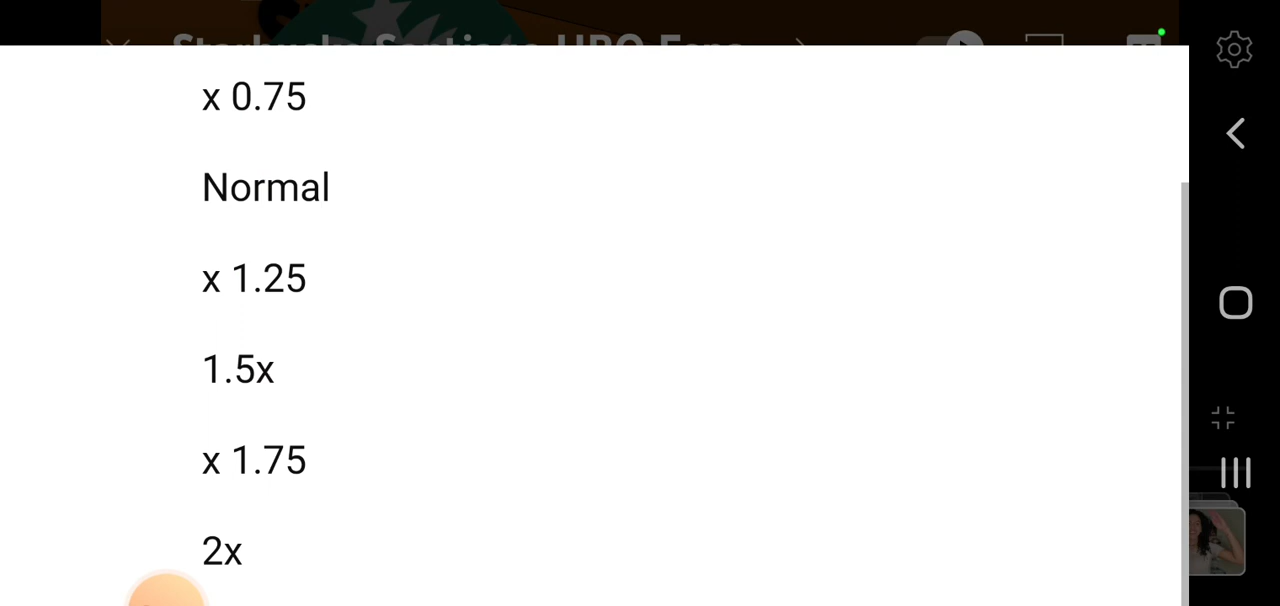 x 0.75
Normal
x 1.25
1.5x
x 1.75
2x